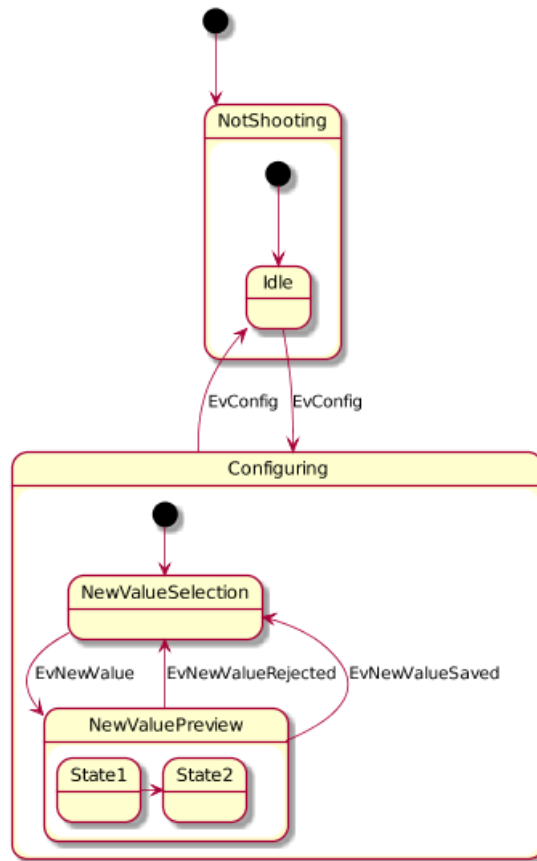 NotShooting
Idle
EvConfig
EvConfig
Configuring
NewValueSelection
EvNewValue
EvNewValueRejected
EvNewValueSaved
NewValuePreview
State1
State2